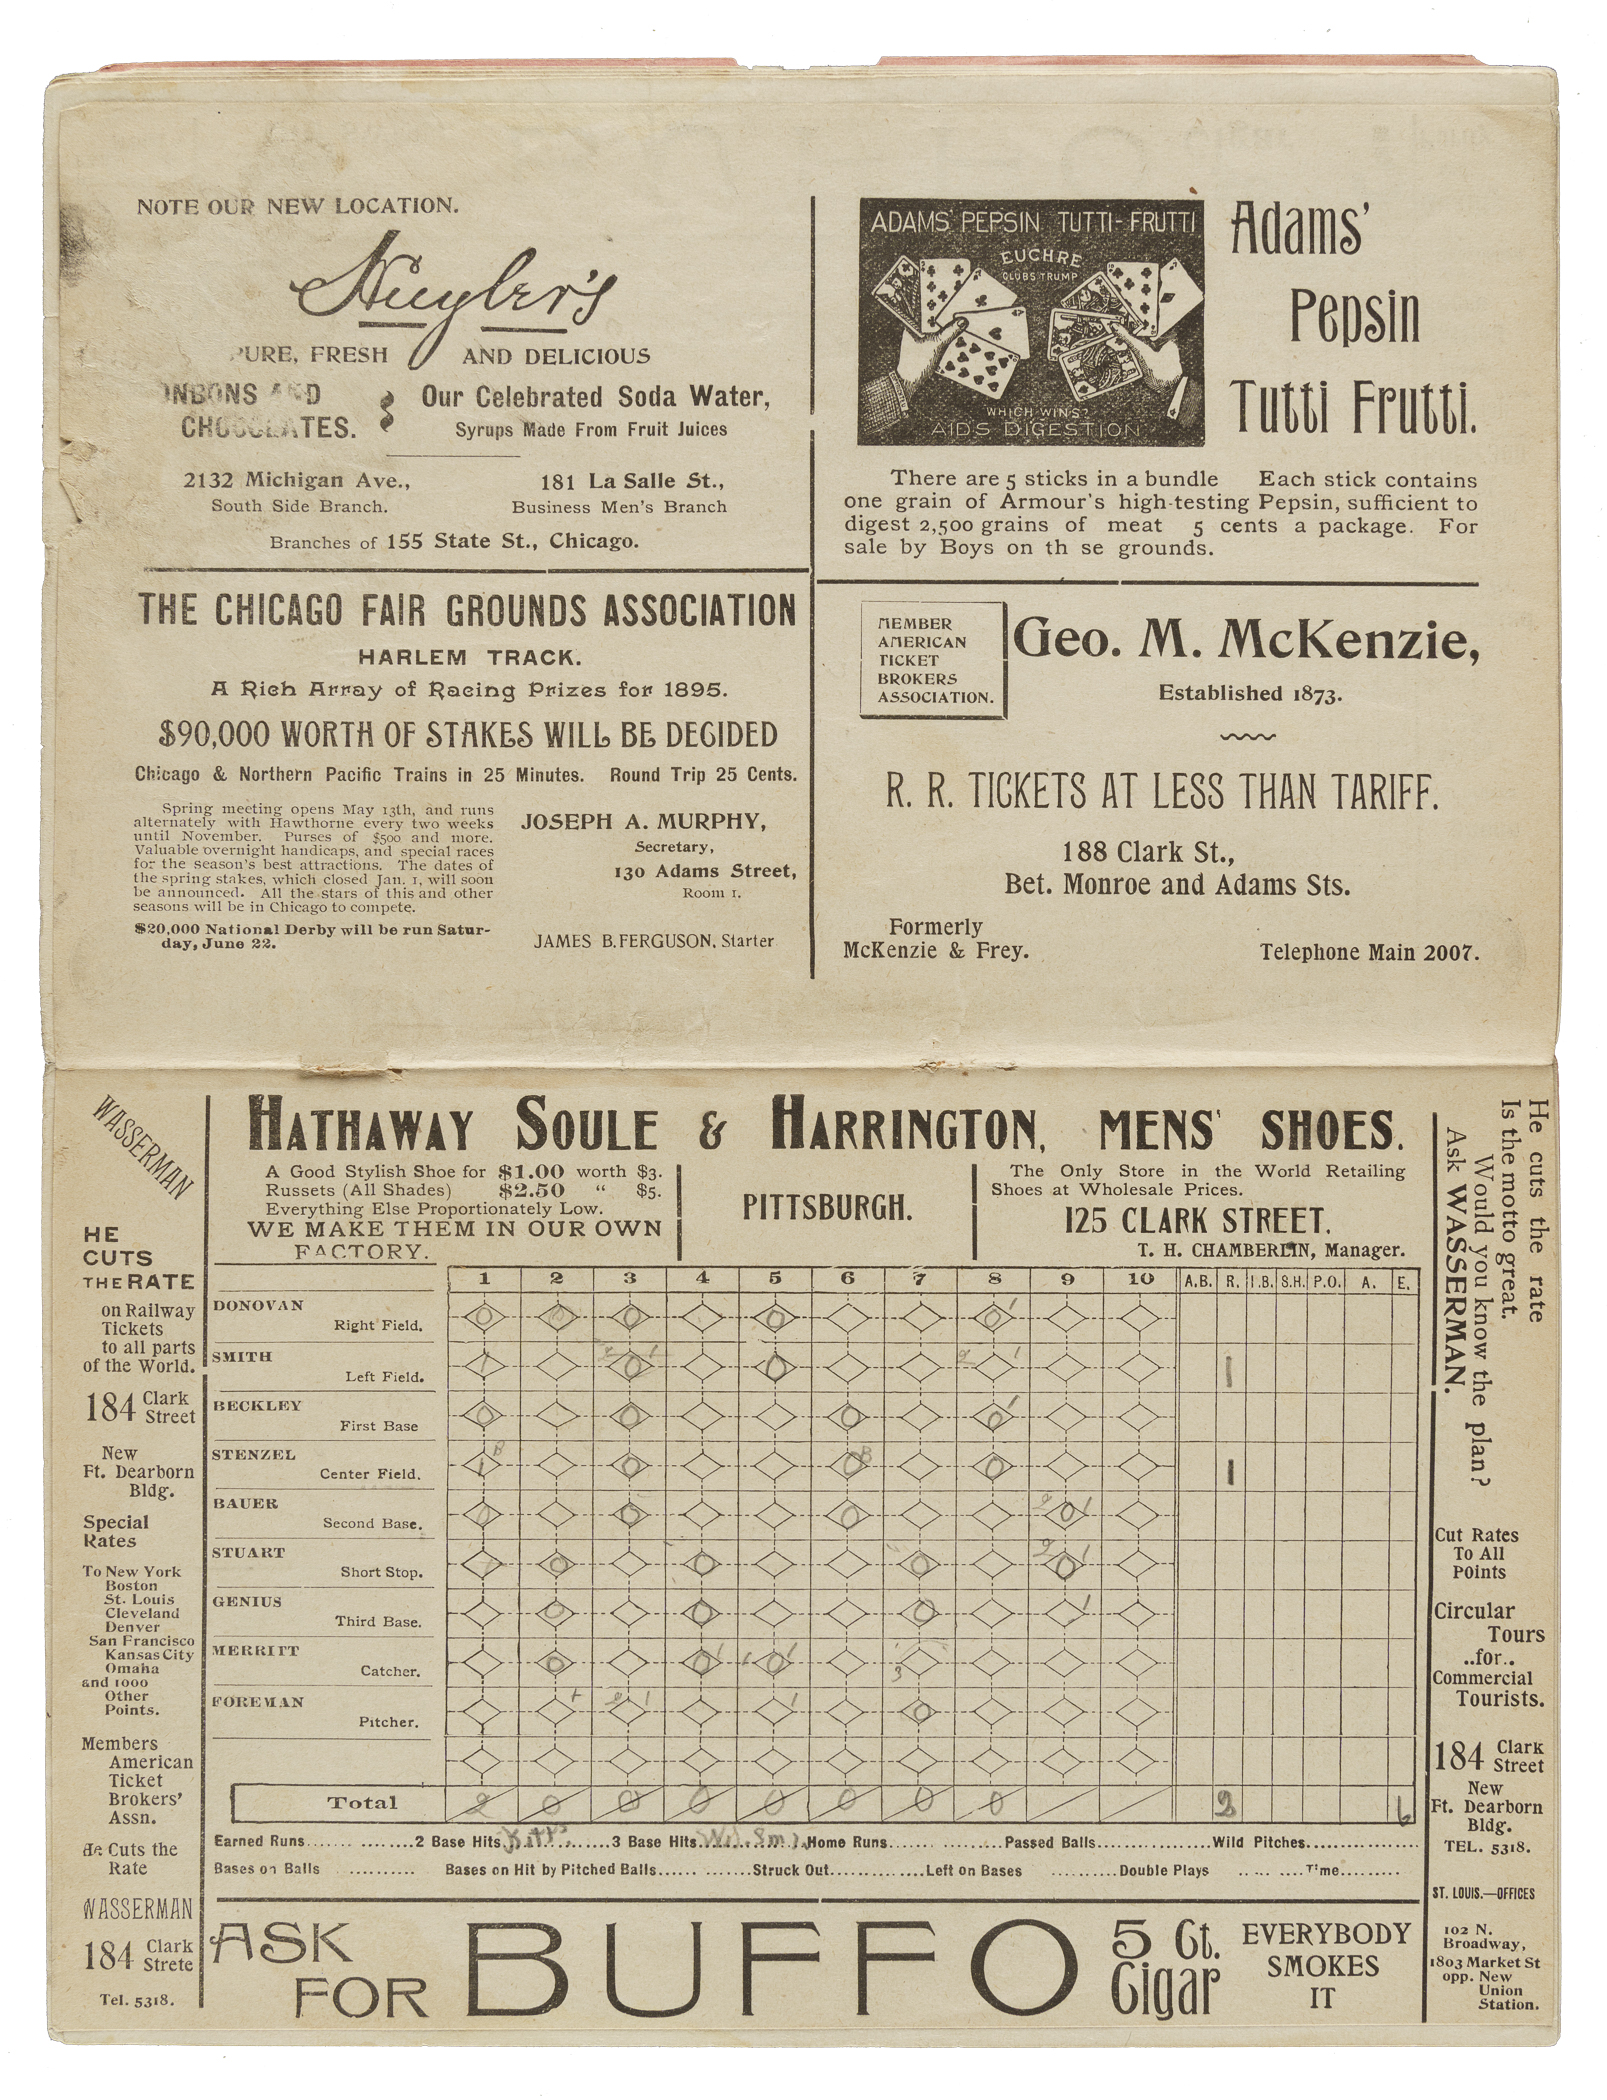 NOTE OUR NEW LOCATION.
Huyler's
PURE, FRESH AND DELICIOUS
BONBONS AND
CHOCOLATES.
Our Celebrated Soda Water,
Syrups Made From Fruit Juices
2132 Michigan Ave.,
South Side Branch.
181 La Salle St.,
Business Men's Branch
Branches of 155 State St., Chicago.
ADAMS' PEPSIN TUTTI-FRUTTI
EUCHRE
CLUBS TRUMP
WHICH WINS?
AIDS DIGESTION
Adams'
Pepsin
Tutti Frutti.
There are 5 sticks in a bundle Each stick contains
one grain of Armour's high-testing Pepsin, sufficient to
digest 2,500 grains of meat 5 cents a package. For
sale by Boys on th se grounds.
THE CHICAGO FAIR GROUNDS ASSOCIATION
HARLEM TRACK.
A Rich Array of Racing Prizes for 1895.
$90,000 WORTH OF STAKES WILL BE DECIDED
Chicago & Northern Pacific Trains in 25 Minutes. Round Trip 25 Cents.
Spring meeting opens May 13th, and runs
alternately with Hawthorne every two weeks
until November. Purses of $500 and more.
Valuable overnight handicaps, and special races
for the season's best attractions. The dates of
the spring stakes, which closed Jan. 1, will soon
be announced. All the stars of this and other
seasons will be in Chicago to compete.
$20,000 National Derby will be run Satur-
day, June 22.
JOSEPH A. MURPHY,
Secretary,
130 Adams Street,
Room 1.
JAMES B. FERGUSON, Starter
MEMBER
AMERICAN
TICKET
BROKERS
ASSOCIATION.
Geo. M. McKenzie,
Established 1873.
R. R. TICKETS AT LESS THAN TARIFF.
188 Clark St.,
Bet. Monroe and Adams Sts.
Formerly
McKenzie & Frey.
Telephone Main 2007.
WASSERMAN
HE
CUTS
THE RATE
on Railway
Tickets
to all parts
of the World.
184 Clark
Street
New
Ft. Dearborn
Bldg.
Special
Rates
To New York
Boston
St. Louis
Cleveland
Denver
San Francisco
Kansas City
Omaha
and 1000
Other
Points.
Members
American
Ticket
Brokers'
Assn.
He Cuts the
Rate
WASSERMAN
184 Clark
Strete
Tel. 5318.
HATHAWAY SOULE & HARRINGTON, MENS' SHOES.
A Good Stylish Shoe for $1.00 worth $3.
Russets (All Shades) $2.50 “ $5.
Everything Else Proportionately Low.
WE MAKE THEM IN OUR OWN
FACTORY.
PITTSBURGH.
The Only Store in the World Retailing
Shoes at Wholesale Prices.
125 CLARK STREET.
T. H. CHAMBERLIN, Manager.
1 2 3 4 5 6 7 8 9 10 A.B. R. I.B. S.H. P.O. A. E.
DONOVAN
Right Field.
SMITH
Left Field.
1
BECKLEY
First Base
STENZEL
Center Field.
1
BAUER
Second Base.
STUART
Short Stop.
GENIUS
Third Base.
MERRITT
Catcher.
FOREMAN
Pitcher.
Total 2 0 0 0 0 0 0 0 2 6
Earned Runs 2 Base Hits 3 Base Hits Home Runs Passed Balls Wild Pitches
Bases on Balls Bases on Hit by Pitched Balls Struck Out Left on Bases Double Plays Time
ASK
FOR
BUFFO
5 Ct.
Cigar
EVERYBODY
SMOKES
IT
He cuts the rate
Is the motto great.
Would you know the plan?
Ask WASSERMAN.
Cut Rates
To All
Points
Circular
Tours
..for..
Commercial
Tourists.
184 Clark
Street
New
Ft. Dearborn
Bldg.
TEL. 5318.
ST. LOUIS.—OFFICES
102 N.
Broadway,
1803 Market St
opp. New
Union
Station.